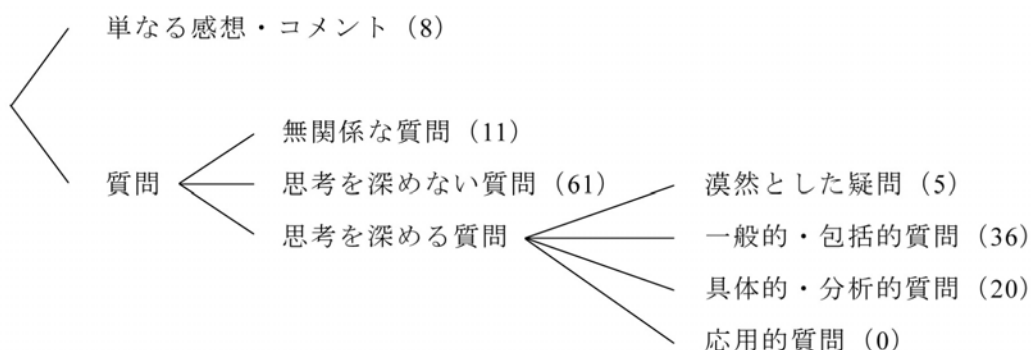 単なる感想・コメント（8）
無関係な質問（11）
質問
思考を深めない質問（61）
漠然とした疑問（5）
思考を深める質問
一般的・包括的質問（36）
具体的・分析的質問（20）
応用的質問（0）